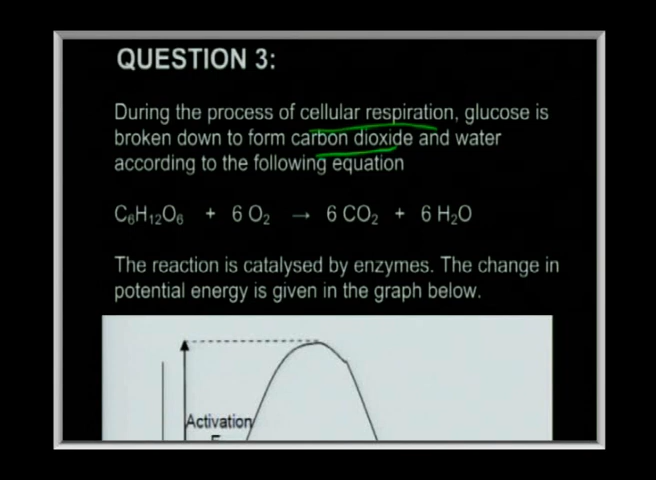 QUESTION 3:
During the process of cellular respiration, glucose is
broken down to form carbon dioxide and water
according to the following equation
C₆H₁₂O₆ + 6 O₂ → 6 CO₂ + 6 H₂O
The reaction is catalysed by enzymes. The change in
potential energy is given in the graph below.
Activation